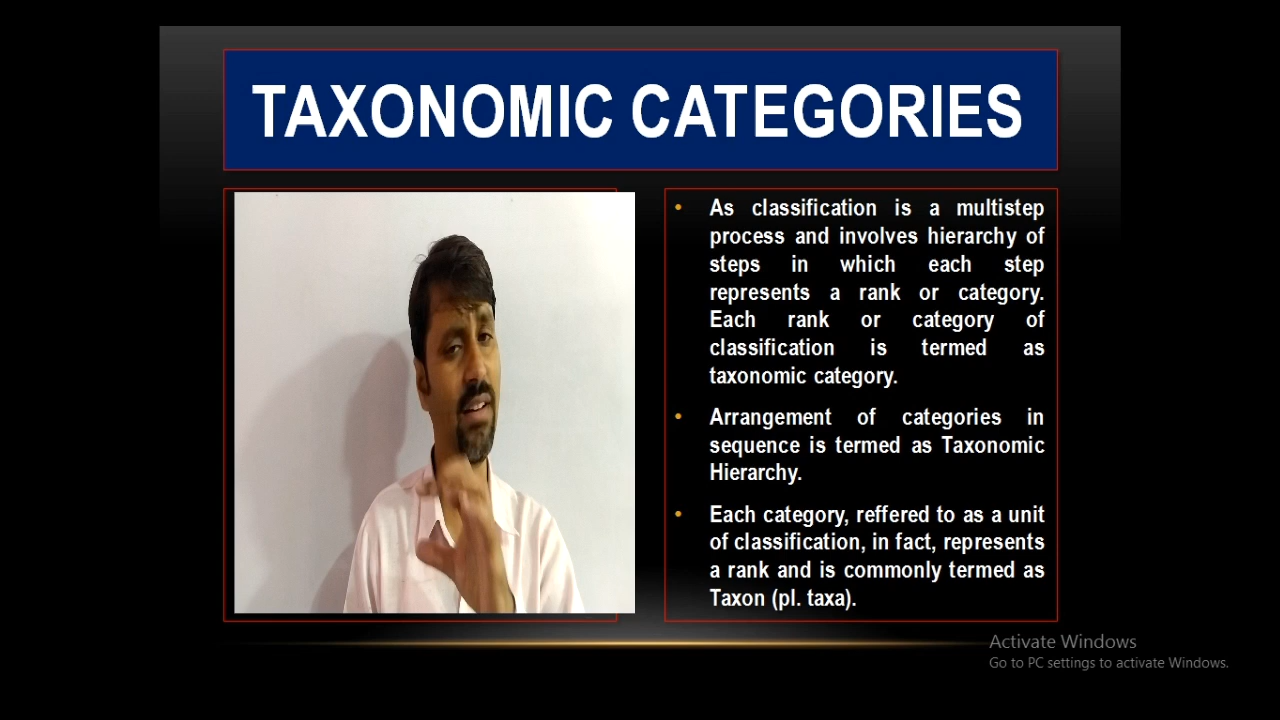 TAXONOMIC CATEGORIES
• As classification is a multistep
process and involves hierarchy of
steps in which each step
represents a rank or category.
Each rank or category of
classification is termed as
taxonomic category.
• Arrangement of categories in
sequence is termed as Taxonomic
Hierarchy.
• Each category, reffered to as a unit
of classification, in fact, represents
a rank and is commonly termed as
Taxon (pl. taxa).
Activate Windows
Go to PC settings to activate Windows.